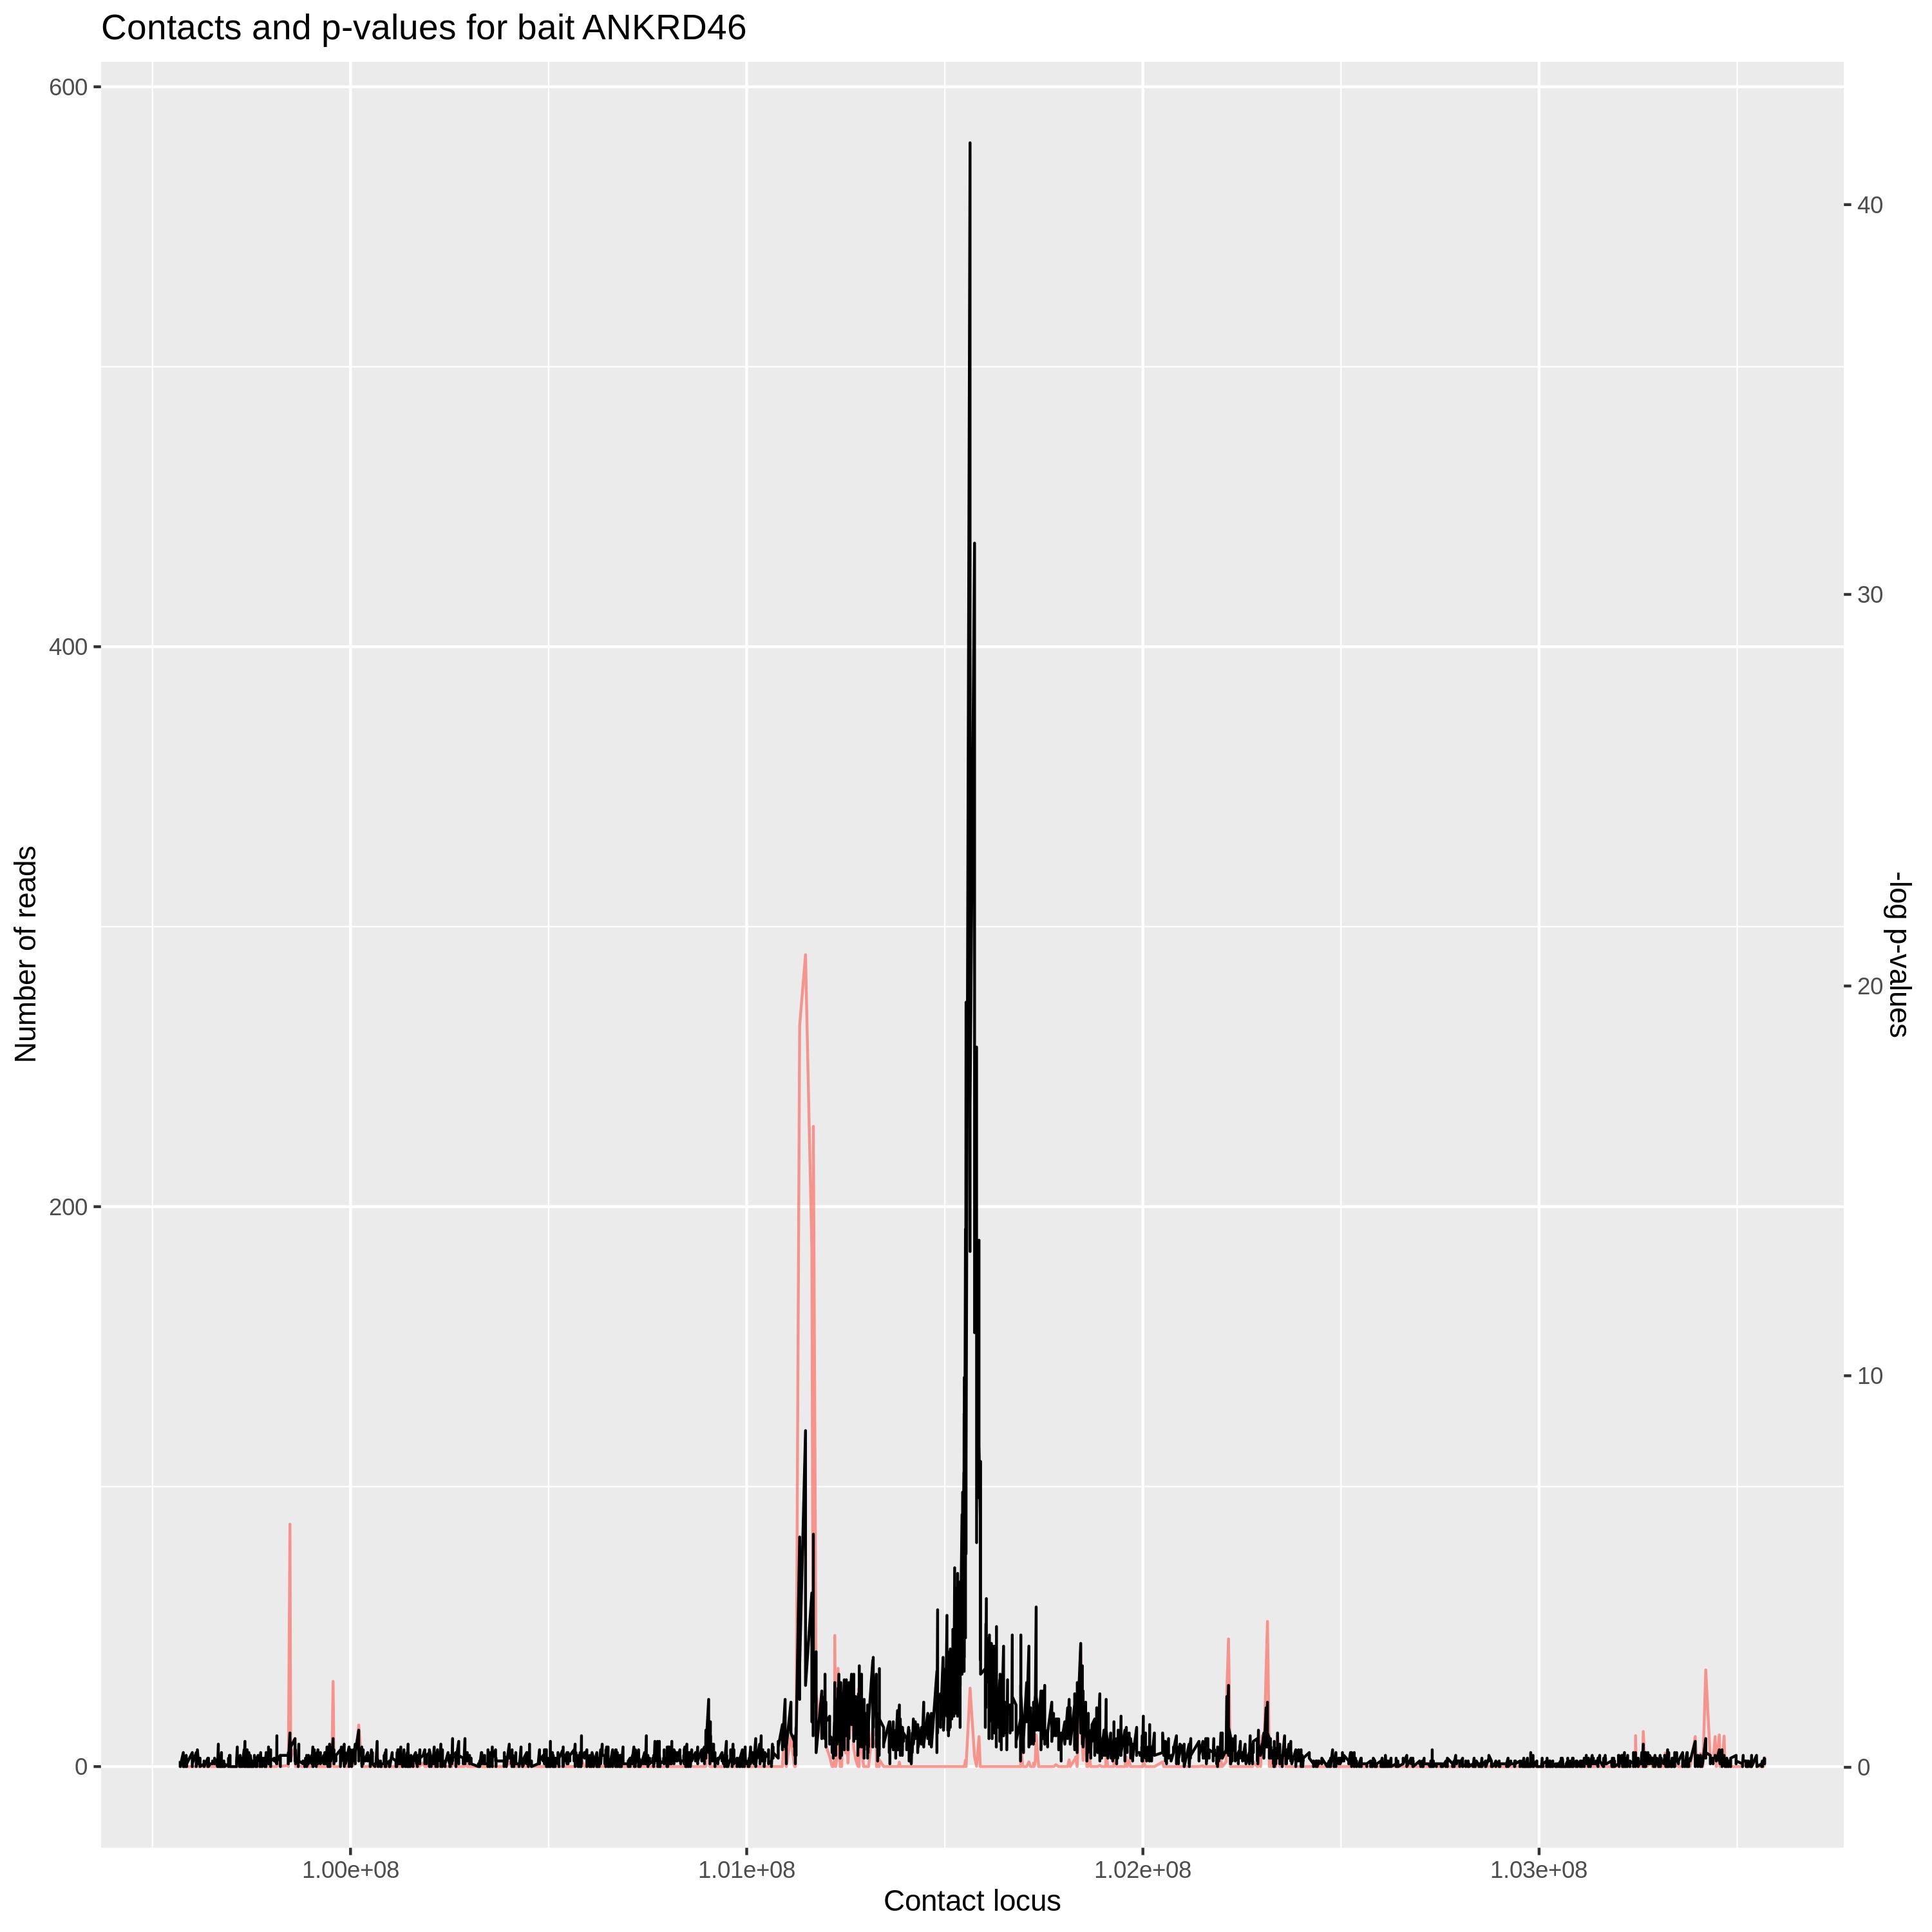 Contacts and p-values for bait ANKRD46
600
400
200
0
Number of reads
40
30
20
10
0
-log p-values
1.00e+08
1.01e+08
1.02e+08
1.03e+08
Contact locus